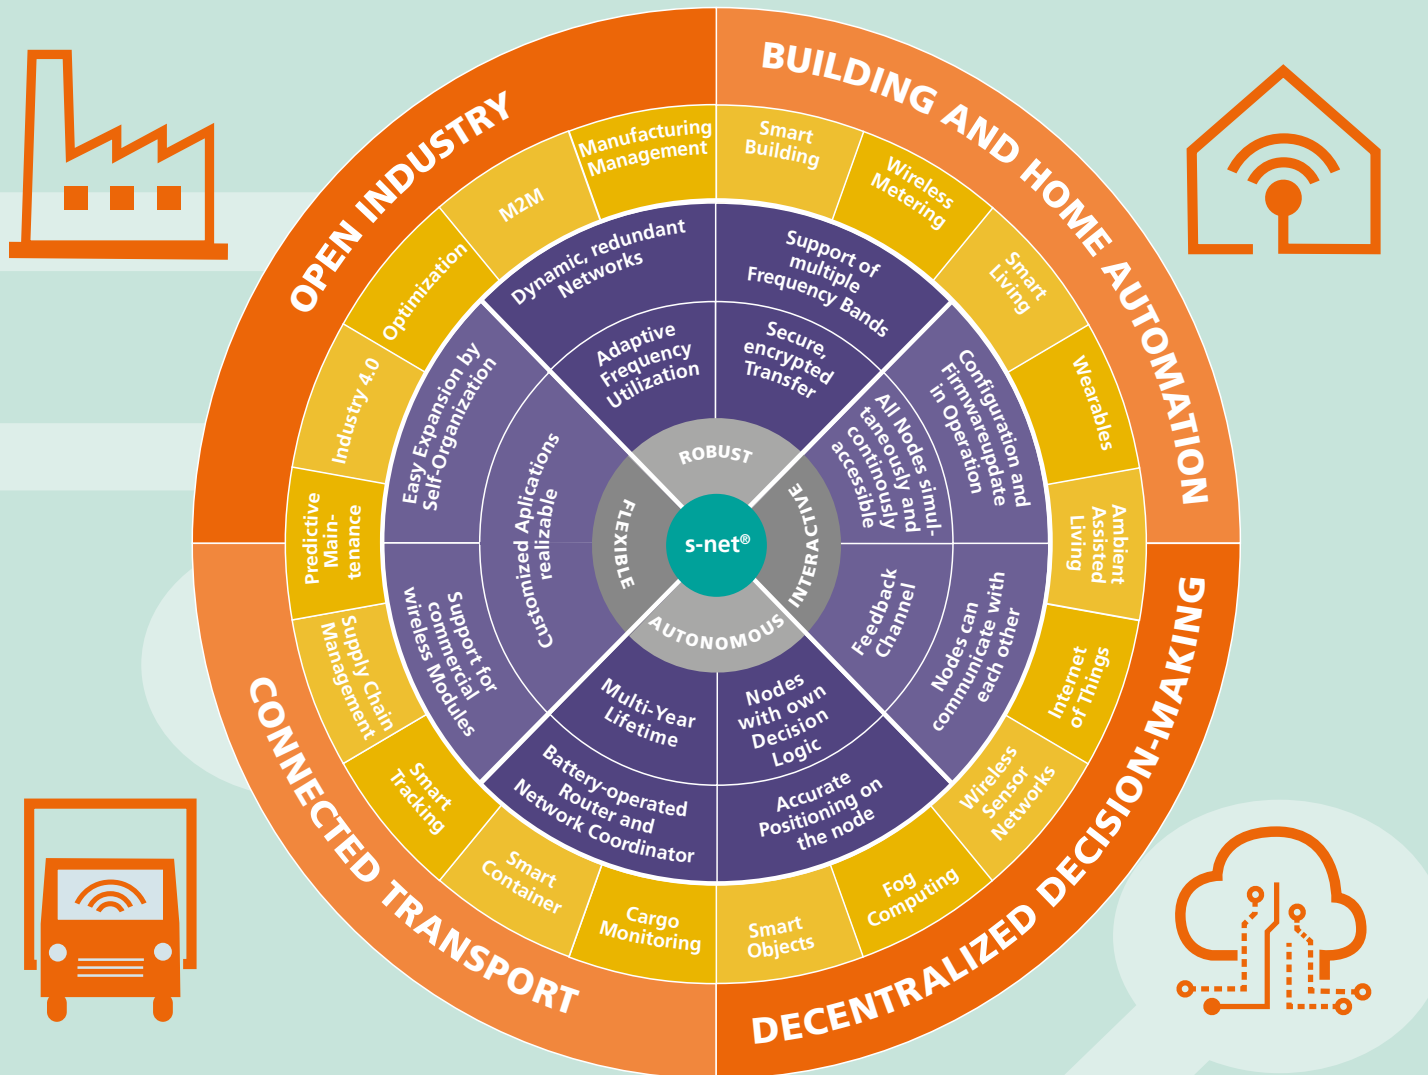 OPEN INDUSTRY
BUILDING AND HOME AUTOMATION
DECENTRALIZED DECISION-MAKING
CONNECTED TRANSPORT
Manufacturing
Management
Smart
Building
Wireless
Metering
Smart
Living
Wearables
Ambient
Assisted
Living
Internet
of Things
Wireless
Sensor
Networks
Fog
Computing
Smart
Objects
Cargo
Monitoring
Smart
Container
Smart
Tracking
Supply Chain
Management
Predictive
Main-
tenance
Industry 4.0
Optimization
M2M
Dynamic, redundant
Networks
Support of
multiple
Frequency Bands
Adaptive
Frequency
Utilization
Secure,
encrypted
Transfer
Configuration and
Firmwareupdate
in Operation
All Nodes simul-
taneously and
continously
accessible
Feedback
Channel
Nodes can
communicate with
each other
Nodes
with own
Decision
Logic
Accurate
Positioning on
the node
Multi-Year
Lifetime
Battery-operated
Router and
Network Coordinator
Support for
commercial
wireless Modules
Customized Aplications
realizable
Easy Expansion by
Self-Organization
ROBUST
INTERACTIVE
AUTONOMOUS
FLEXIBLE
s-net®